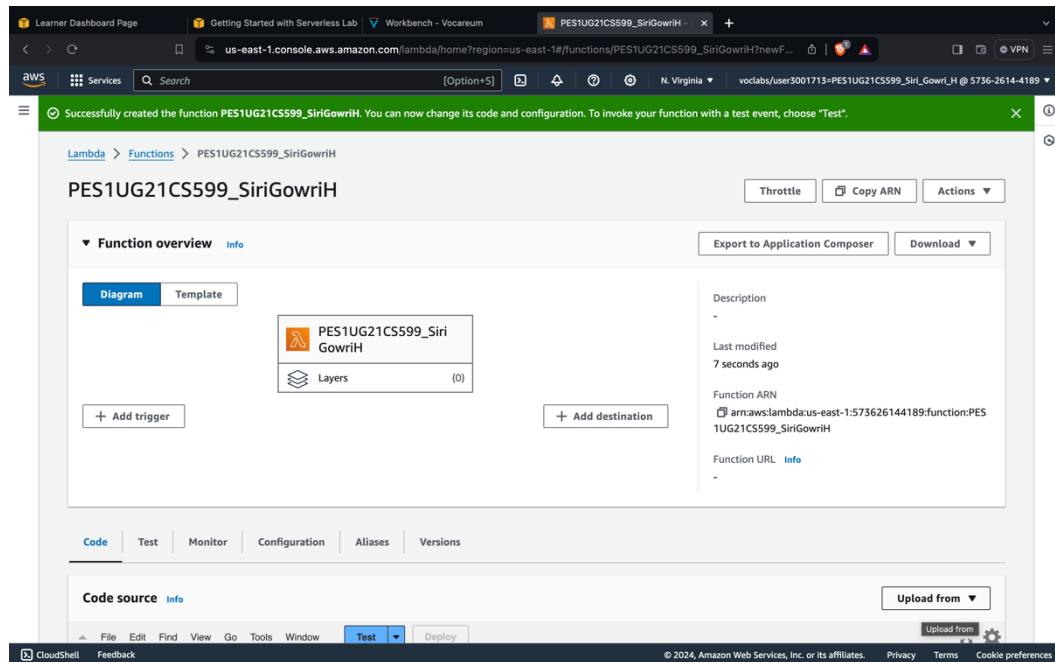 Learner Dashboard Page
Getting Started with Serverless Lab
Workbench - Vocareum
PES1UG21CS599_SiriGowriH -
us-east-1.console.aws.amazon.com/lambda/home?region=us-east-1#/functions/PES1UG21CS599_SiriGowriH?newF...
VPN
aws
Services
Search
[Option+S]
N. Virginia
voclabs/user3001713=PES1UG21CS599_Siri_Gowri_H @ 5736-2614-4189
Successfully created the function PES1UG21CS599_SiriGowriH. You can now change its code and configuration. To invoke your function with a test event, choose "Test".
Lambda > Functions > PES1UG21CS599_SiriGowriH
PES1UG21CS599_SiriGowriH
Throttle
Copy ARN
Actions
Function overview Info
Export to Application Composer
Download
Diagram
Template
PES1UG21CS599_Siri
GowriH
Layers (0)
+ Add trigger
+ Add destination
Description
-
Last modified
7 seconds ago
Function ARN
arn:aws:lambda:us-east-1:573626144189:function:PES
1UG21CS599_SiriGowriH
Function URL Info
-
Code
Test
Monitor
Configuration
Aliases
Versions
Code source Info
Upload from
File Edit Find View Go Tools Window
Test
Deploy
Upload from
CloudShell
Feedback
© 2024, Amazon Web Services, Inc. or its affiliates.
Privacy
Terms
Cookie preferences